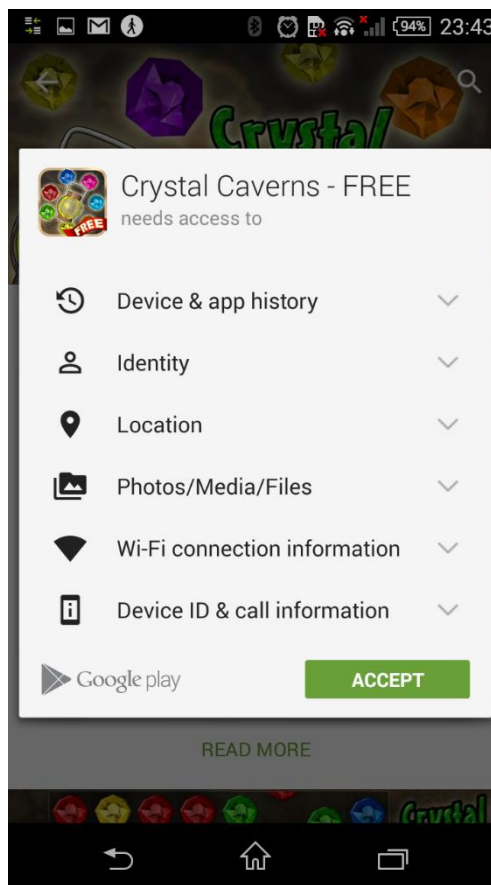 94% 23:43
Crystal
Crystal Caverns - FREE
FREE
needs access to
Device & app history
Identity
Location
Photos/Media/Files
Wi-Fi connection information
Device ID & call information
Google play
ACCEPT
READ MORE
Crystal